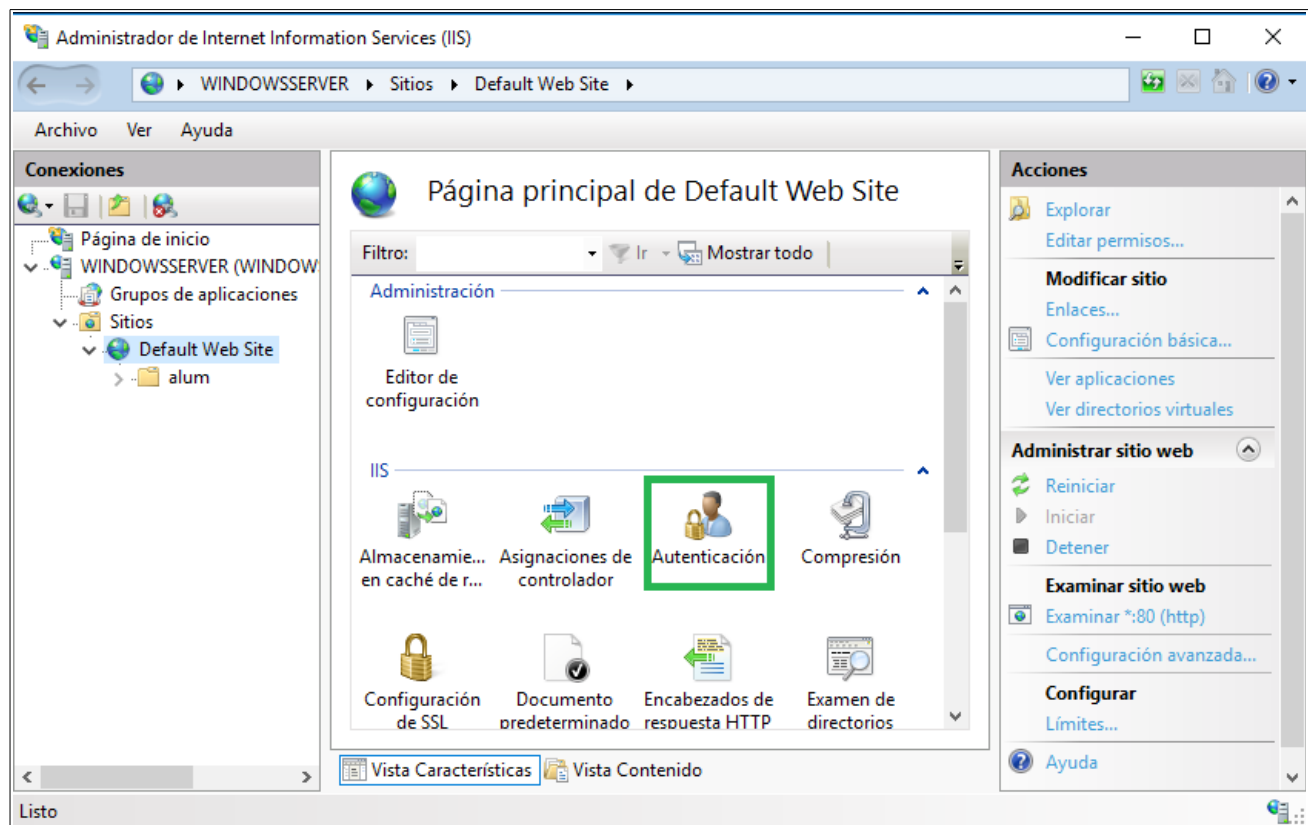 Administrador de Internet Information Services (IIS)
WINDOWSSERVER Sitios Default Web Site
Archivo Ver Ayuda
Conexiones
Página de inicio
WINDOWSSERVER (WINDOW
Grupos de aplicaciones
Sitios
Default Web Site
alum
Página principal de Default Web Site
Filtro: Ir Mostrar todo
Administración
Editor de
configuración
IIS
Almacenamie...
en caché de r...
Asignaciones de
controlador
Autenticación
Compresión
Configuración
de SSL
Documento
predeterminado
Encabezados de
respuesta HTTP
Examen de
directorios
Vista Características Vista Contenido
Acciones
Explorar
Editar permisos...
Modificar sitio
Enlaces...
Configuración básica...
Ver aplicaciones
Ver directorios virtuales
Administrar sitio web
Reiniciar
Iniciar
Detener
Examinar sitio web
Examinar *:80 (http)
Configuración avanzada...
Configurar
Límites...
Ayuda
Listo